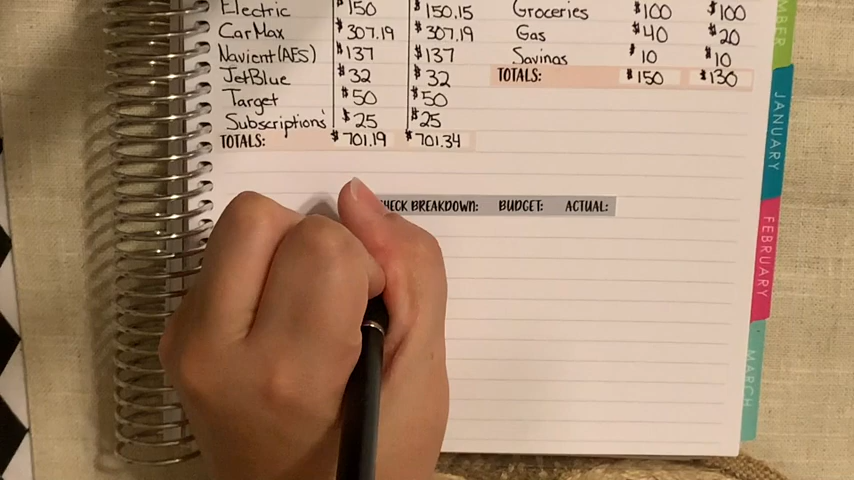 Electric $150 $150.15
CarMax $307.19 $307.19
Navient(AES) $137 $137
JetBlue $32 $32
Target $50 $50
Subscriptions $25 $25
TOTALS: $701.19 $701.34
Groceries $100 $100
Gas $40 $20
Savings $10 $10
TOTALS: $150 $130
CHECK BREAKDOWN: BUDGET: ACTUAL:
JANUARY
FEBRUARY
MARCH